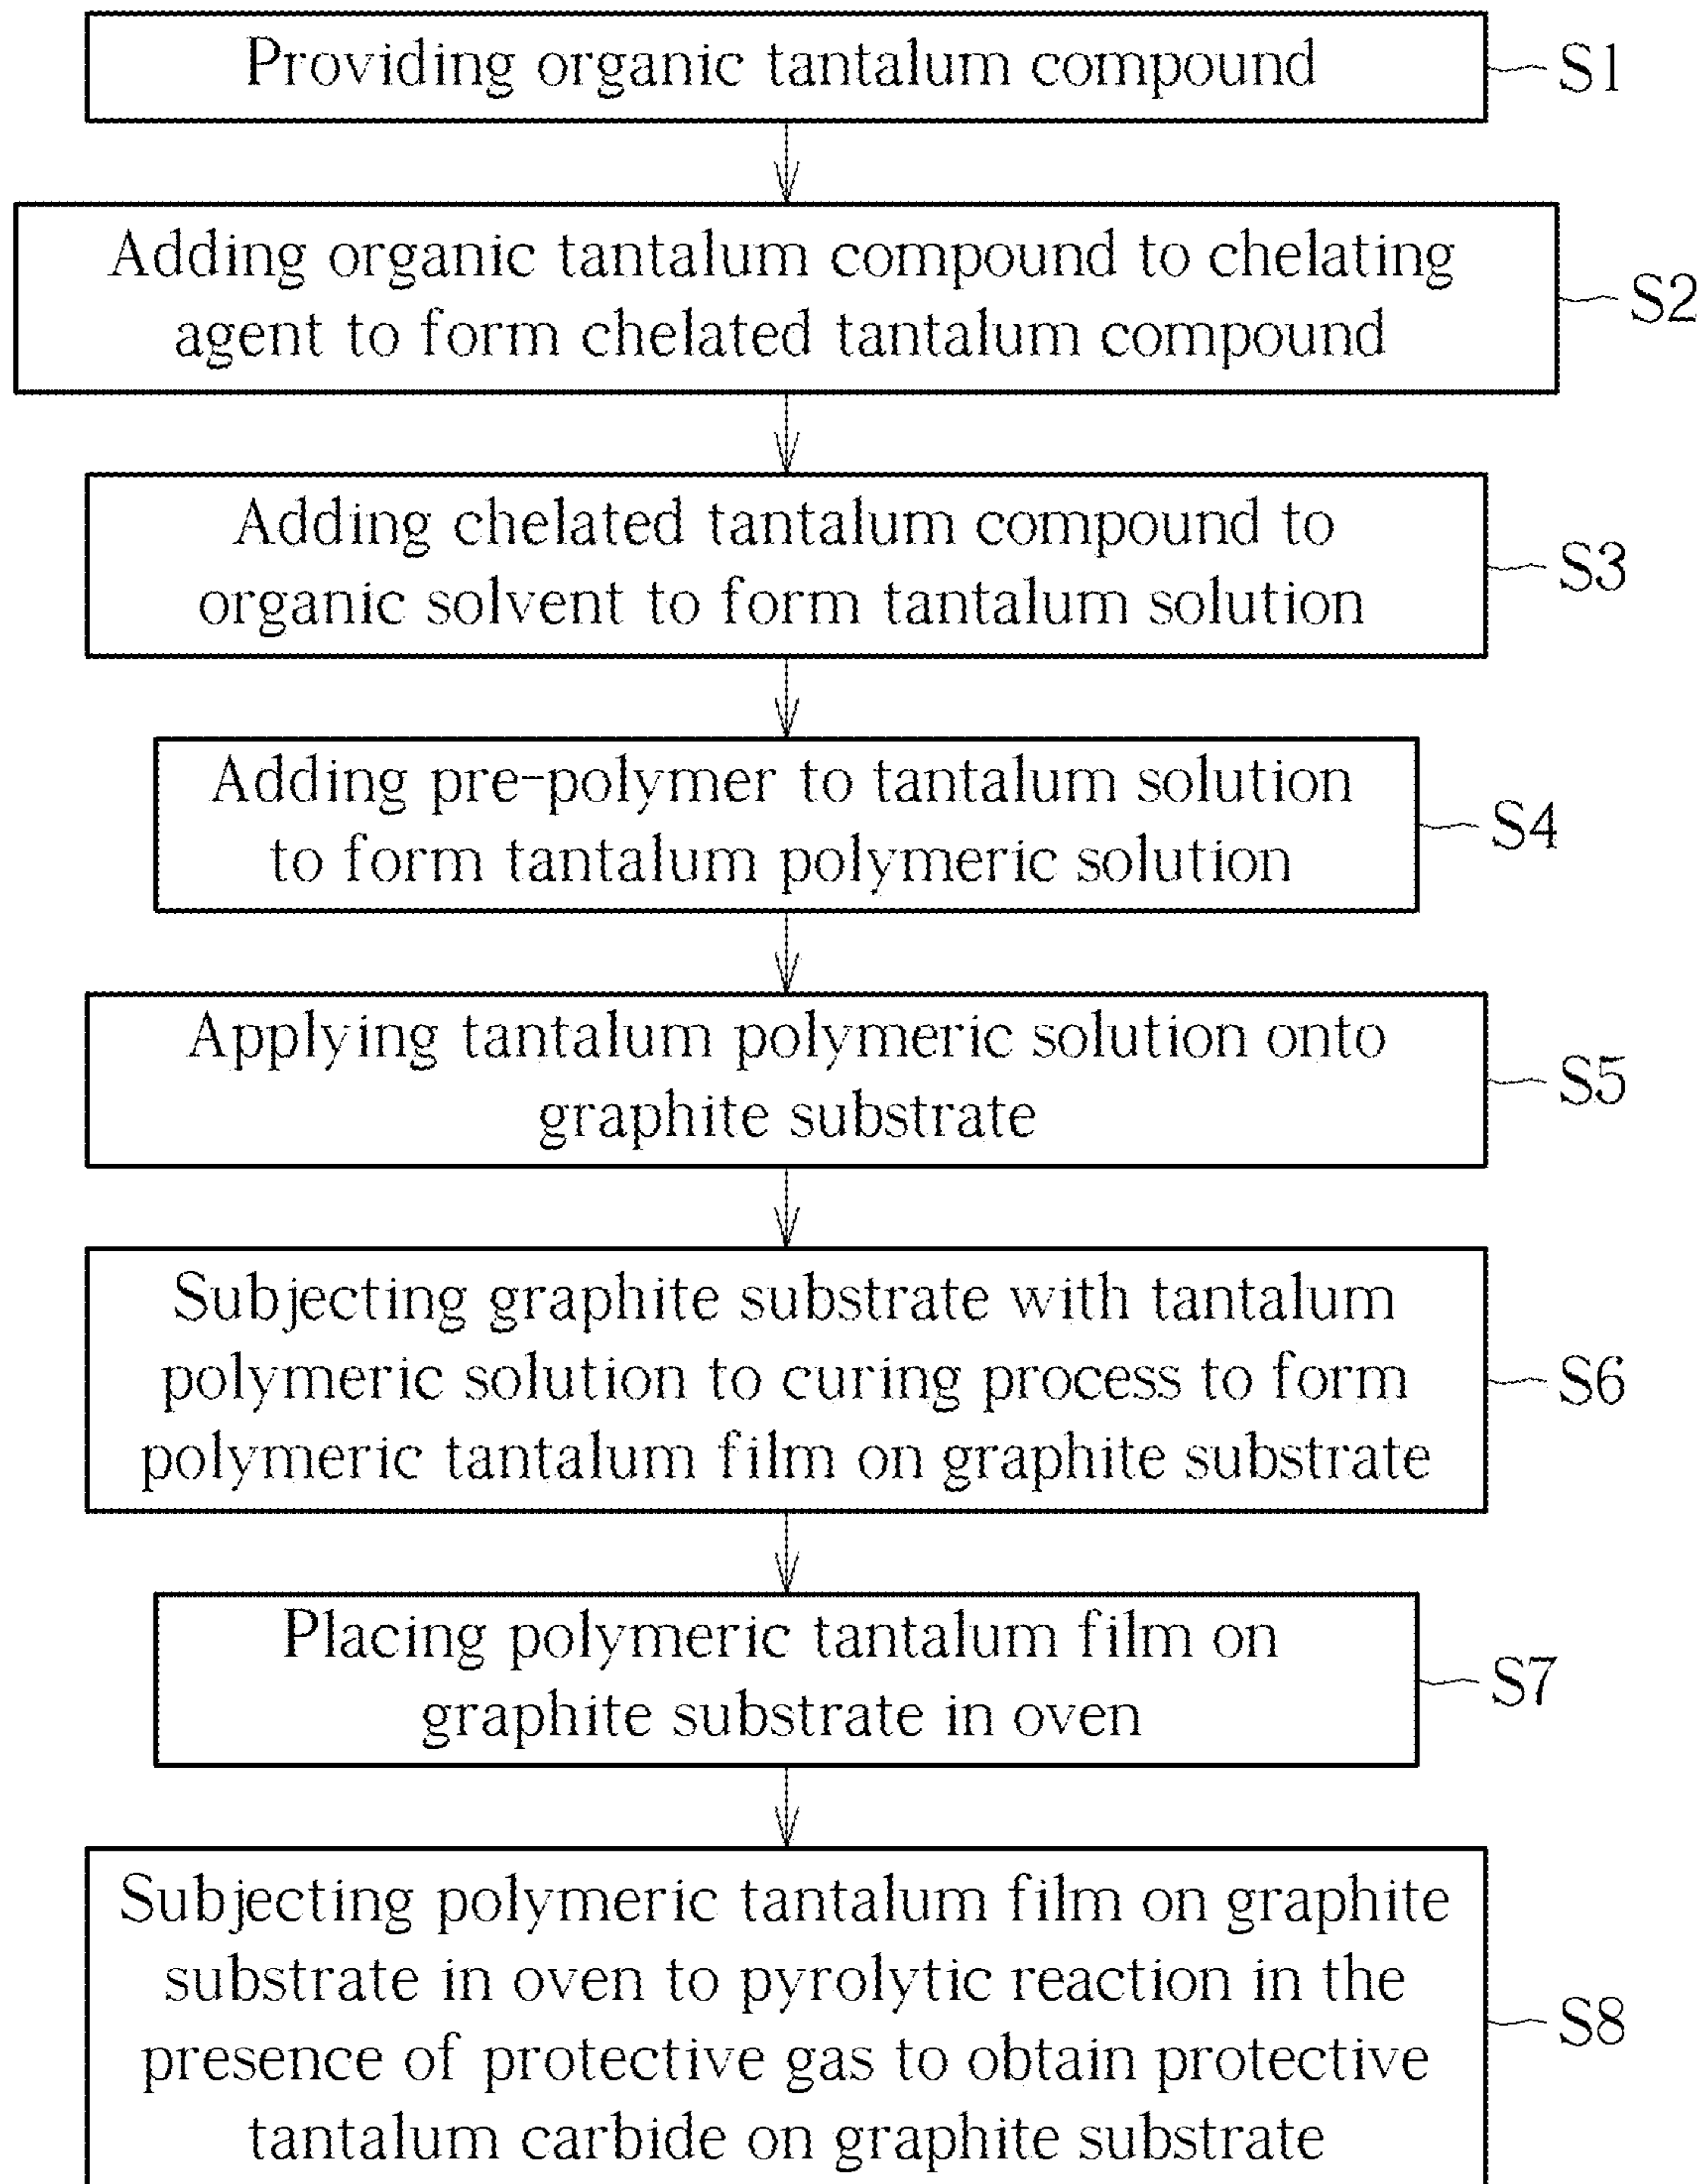 Providing organic tantalum compound
S1
Adding organic tantalum compound to chelating
agent to form chelated tantalum compound
S2
Adding chelated tantalum compound to
organic solvent to form tantalum solution
S3
Adding pre-polymer to tantalum solution
to form tantalum polymeric solution
S4
Applying tantalum polymeric solution onto
graphite substrate
S5
Subjecting graphite substrate with tantalum
polymeric solution to curing process to form
polymeric tantalum film on graphite substrate
S6
Placing polymeric tantalum film on
graphite substrate in oven
S7
Subjecting polymeric tantalum film on graphite
substrate in oven to pyrolytic reaction in the
presence of protective gas to obtain protective
tantalum carbide on graphite substrate
S8